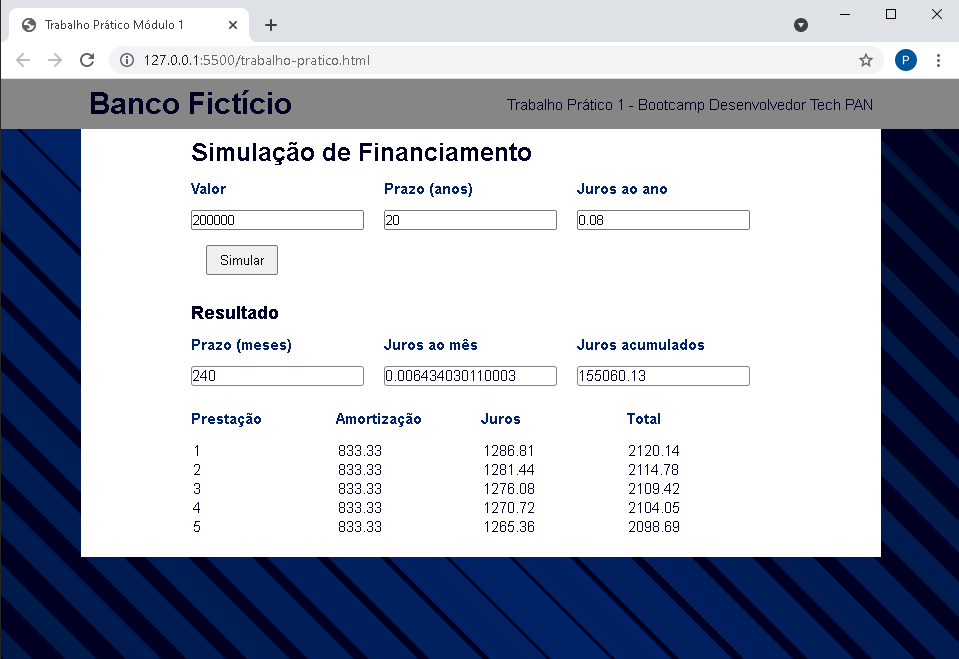 Trabalho Prático Módulo 1
127.0.0.1:5500/trabalho-pratico.html
P
Banco Fictício
Trabalho Prático 1 - Bootcamp Desenvolvedor Tech PAN
Simulação de Financiamento
Valor Prazo (anos) Juros ao ano
200000 20 0.08
Simular
Resultado
Prazo (meses) Juros ao mês Juros acumulados
240 0.006434030110003 155060.13
Prestação Amortização Juros Total
1 833.33 1286.81 2120.14
2 833.33 1281.44 2114.78
3 833.33 1276.08 2109.42
4 833.33 1270.72 2104.05
5 833.33 1265.36 2098.69